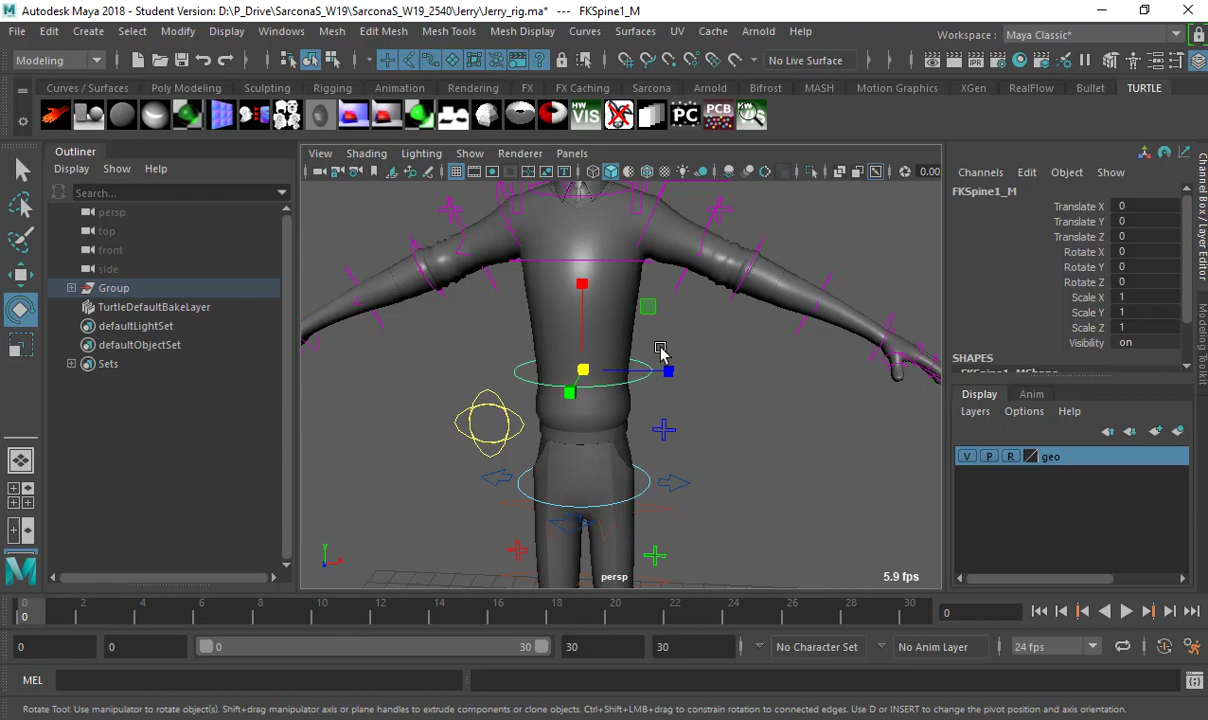 Autodesk Maya 2018 - Student Version: D:\P_Drive\SarconaS_W19\SarconaS_W19_2540\Jerry\Jerry_rig.ma*  ---  FKSpine1_M
File Edit Create Select Modify Display Windows Mesh Edit Mesh Mesh Tools Mesh Display Curves Surfaces UV Cache Arnold Help Workspace : Maya Classic*
Modeling No Live Surface
Curves / Surfaces Poly Modeling Sculpting Rigging Animation Rendering FX FX Caching Sarcona Arnold Bifrost MASH Motion Graphics XGen RealFlow Bullet TURTLE
HW VIS PC PCB KW VIS
Outliner
Display Show Help
Search...
persp
top
front
side
Group
TurtleDefaultBakeLayer
defaultLightSet
defaultObjectSet
Sets
View Shading Lighting Show Renderer Panels
0.00
persp
5.9 fps
y
Channels Edit Object Show
FKSpine1_M
Translate X 0
Translate Y 0
Translate Z 0
Rotate X 0
Rotate Y 0
Rotate Z 0
Scale X 1
Scale Y 1
Scale Z 1
Visibility on
SHAPES
Display Anim
Layers Options Help
V P R geo
Channel Box / Layer Editor
Modeling Toolkit
0 2 4 6 8 10 12 14 16 18 20 22 24 26 28 30
0 0
0 0 0 30 30 30 No Character Set No Anim Layer 24 fps
MEL
Rotate Tool: Use manipulator to rotate object(s). Shift+drag manipulator axis or plane handles to extrude components or clone objects. Ctrl+Shift+LMB+drag to constrain rotation to connected edges. Use D or INSERT to change the pivot position and axis orientation.